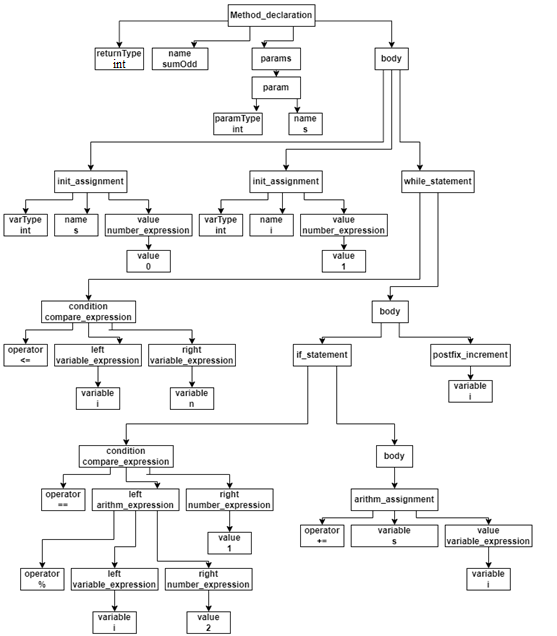 Method_declaration
returnType
int
name
sumOdd
params
body
param
paramType
int
name
s
init_assignment
init_assignment
while_statement
varType
int
name
s
value
number_expression
varType
int
name
i
value
number_expression
value
0
value
1
condition
compare_expression
body
operator
<=
left
variable_expression
right
variable_expression
if_statement
postfix_increment
variable
i
variable
n
variable
i
condition
compare_expression
body
operator
==
left
arithm_expression
right
number_expression
arithm_assignment
value
1
operator
+=
variable
s
value
variable_expression
operator
%
left
variable_expression
right
number_expression
variable
i
variable
i
value
2